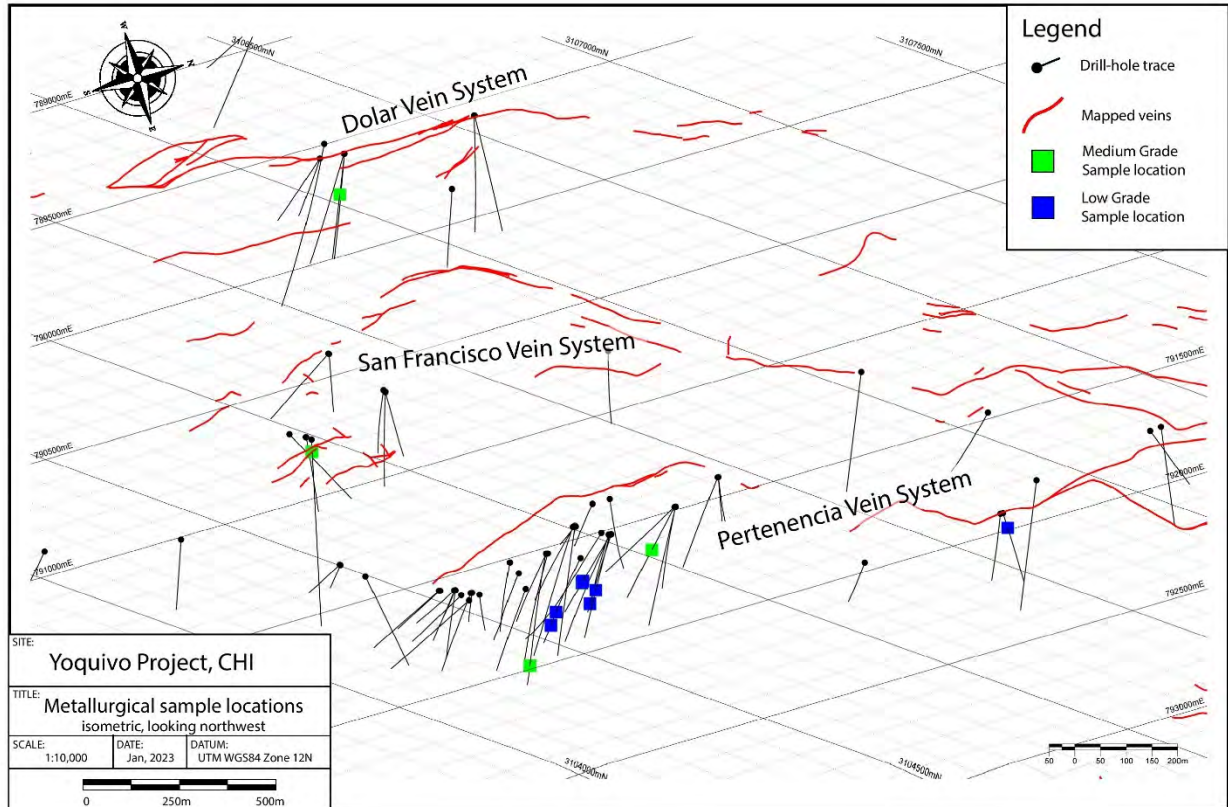 W
N
S
E
3106500mN
3107000mN
3107500mN
789000mE
789500mE
790000mE
790500mE
791000mE
791500mE
792000mE
792500mE
793000mE
3104000mN
3104500mN
Dolar Vein System
San Francisco Vein System
Pertenencia Vein System
Legend
Drill-hole trace
Mapped veins
Medium Grade
Sample location
Low Grade
Sample location
SITE:
Yoquivo Project, CHI
TITLE:
Metallurgical sample locations
isometric, looking northwest
SCALE:
1:10,000
DATE:
Jan, 2023
DATUM:
UTM WGS84 Zone 12N
0 250m 500m
50 0 50 100 150 200m